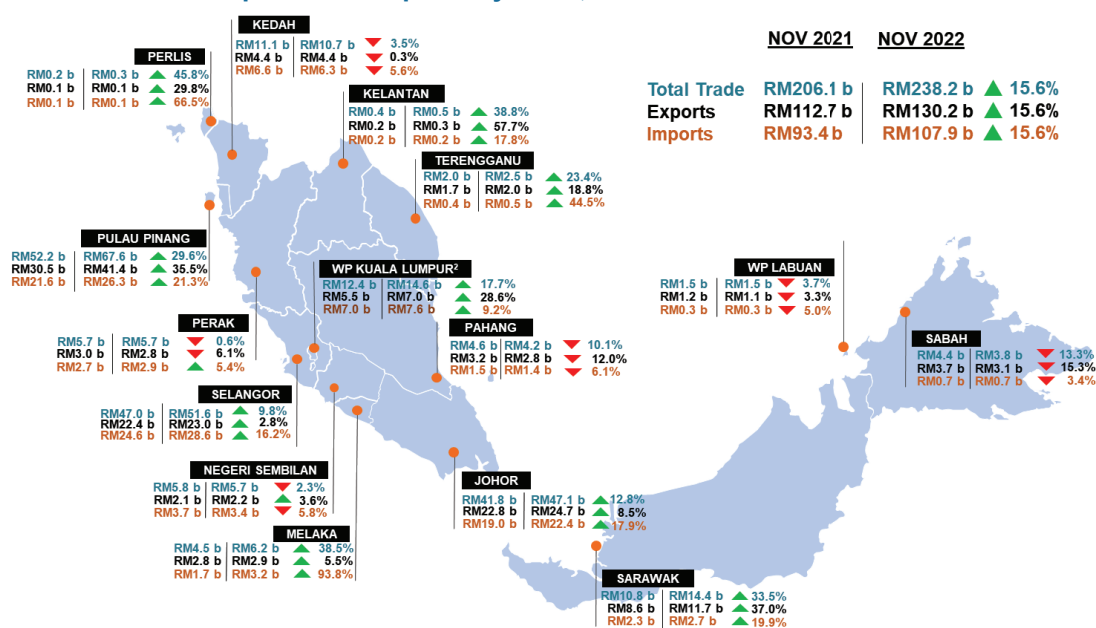 KEDAH
RM11.1 b RM10.7 b 3.5%
RM4.4 b RM4.4 b 0.3%
RM6.6 b RM6.3 b 5.6%
PERLIS
RM0.2 b RM0.3 b 45.8%
RM0.1 b RM0.1 b 29.8%
RM0.1 b RM0.1 b 66.5%
NOV 2021 NOV 2022
Total Trade RM206.1 b RM238.2 b 15.6%
Exports RM112.7 b RM130.2 b 15.6%
Imports RM93.4 b RM107.9 b 15.6%
KELANTAN
RM0.4 b RM0.5 b 38.8%
RM0.2 b RM0.3 b 57.7%
RM0.2 b RM0.2 b 17.8%
TERENGGANU
RM2.0 b RM2.5 b 23.4%
RM1.7 b RM2.0 b 18.8%
RM0.4 b RM0.5 b 44.5%
PULAU PINANG
RM52.2 b RM67.6 b 29.6%
RM30.5 b RM41.4 b 35.5%
RM21.6 b RM26.3 b 21.3%
WP KUALA LUMPUR²
RM12.4 b RM14.6 b 17.7%
RM5.5 b RM7.0 b 28.6%
RM7.0 b RM7.6 b 9.2%
WP LABUAN
RM1.5 b RM1.5 b 3.7%
RM1.2 b RM1.1 b 3.3%
RM0.3 b RM0.3 b 5.0%
PERAK
RM5.7 b RM5.7 b 0.6%
RM3.0 b RM2.8 b 6.1%
RM2.7 b RM2.9 b 5.4%
PAHANG
RM4.6 b RM4.2 b 10.1%
RM3.2 b RM2.8 b 12.0%
RM1.5 b RM1.4 b 6.1%
SABAH
RM4.4 b RM3.8 b 13.3%
RM3.7 b RM3.1 b 15.3%
RM0.7 b RM0.7 b 3.4%
SELANGOR
RM47.0 b RM51.6 b 9.8%
RM22.4 b RM23.0 b 2.8%
RM24.6 b RM28.6 b 16.2%
NEGERI SEMBILAN
RM5.8 b RM5.7 b 2.3%
RM2.1 b RM2.2 b 3.6%
RM3.7 b RM3.4 b 5.8%
JOHOR
RM41.8 b RM47.1 b 12.8%
RM22.8 b RM24.7 b 8.5%
RM19.0 b RM22.4 b 17.9%
MELAKA
RM4.5 b RM6.2 b 38.5%
RM2.8 b RM2.9 b 5.5%
RM1.7 b RM3.2 b 93.8%
SARAWAK
RM10.8 b RM14.4 b 33.5%
RM8.6 b RM11.7 b 37.0%
RM2.3 b RM2.7 b 19.9%